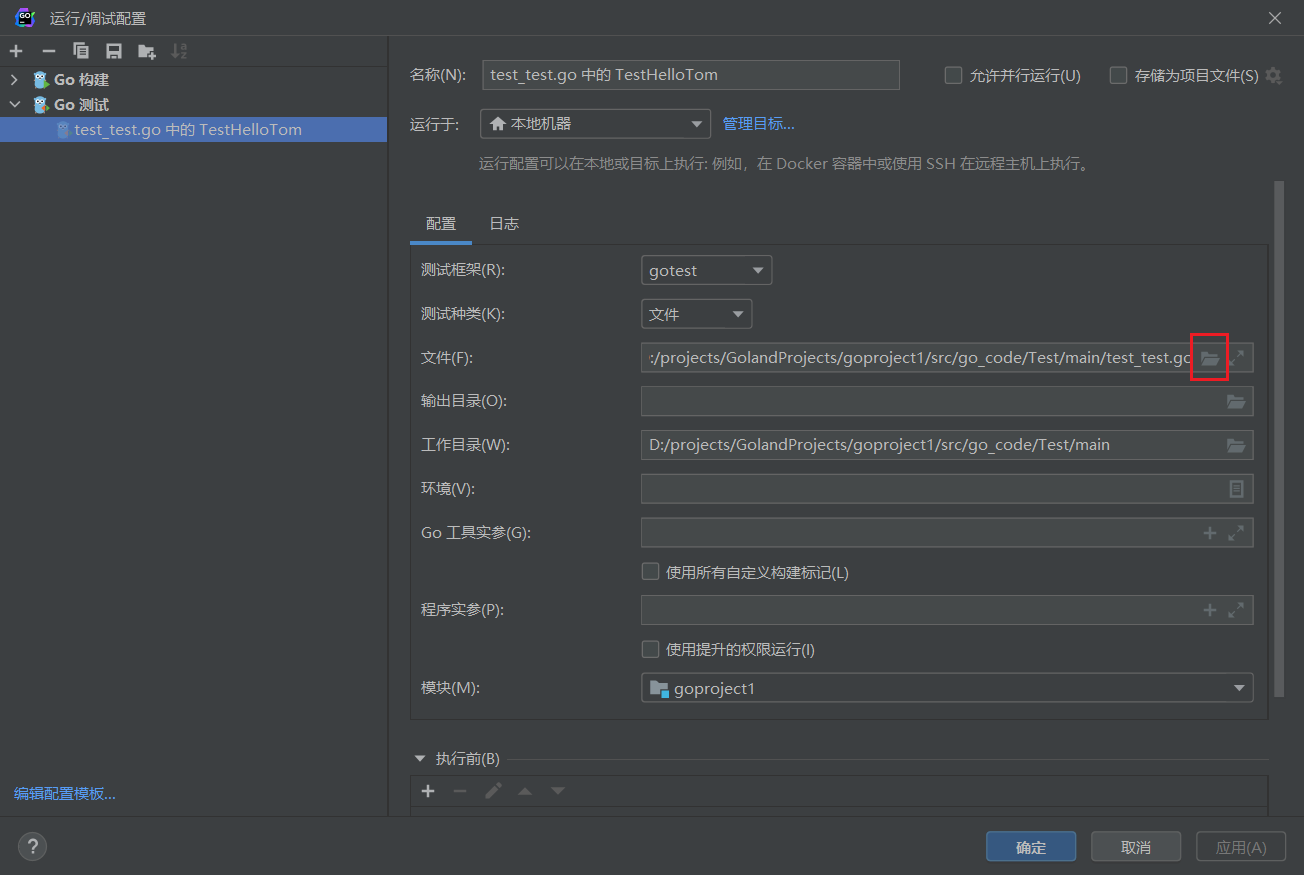 GO
运行/调试配置
Go 构建
Go 测试
test_test.go 中的 TestHelloTom
编辑配置模板...
名称(N):
test_test.go 中的 TestHelloTom
允许并行运行(U)
存储为项目文件(S)
运行于:
本地机器
管理目标...
运行配置可以在本地或目标上执行: 例如，在 Docker 容器中或使用 SSH 在远程主机上执行。
配置
日志
测试框架(R):
gotest
测试种类(K):
文件
文件(F):
:/projects/GolandProjects/goproject1/src/go_code/Test/main/test_test.go
输出目录(O):
工作目录(W):
D:/projects/GolandProjects/goproject1/src/go_code/Test/main
环境(V):
Go 工具实参(G):
使用所有自定义构建标记(L)
程序实参(P):
使用提升的权限运行(I)
模块(M):
goproject1
执行前(B)
?
确定
取消
应用(A)